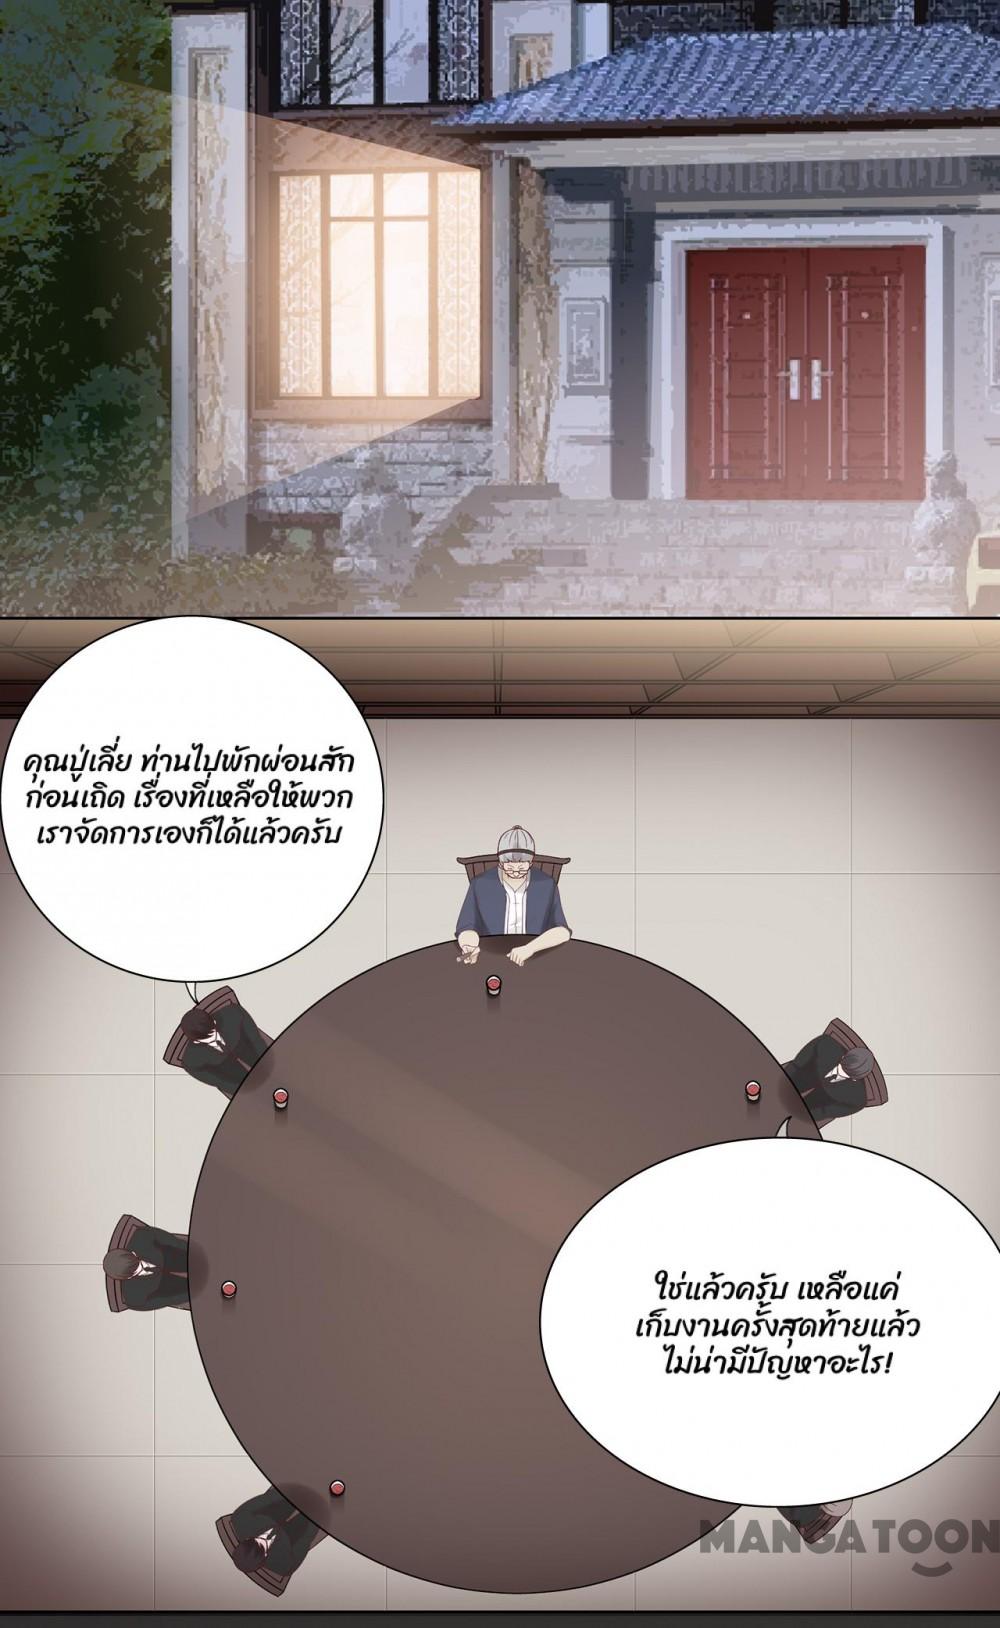 คุณปู่เลี่ย ท่านไปพักผ่อนสัก
ก่อนเถิด เรื่องที่เหลือให้พวก
เราจัดการเองก็ได้แล้วครับ
ใช่แล้วครับ เหลือแค่
เก็บงานครั้งสุดท้ายแล้ว
ไม่น่ามีปัญหาอะไร!
MANGATOON